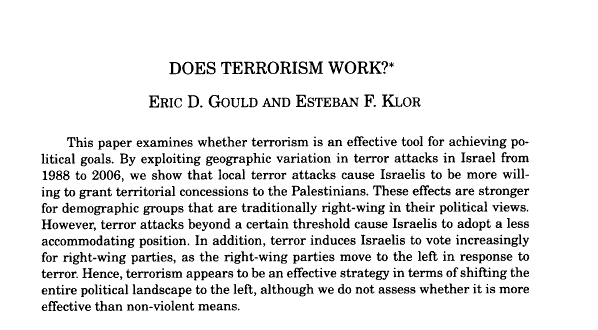 DOES TERRORISM WORK?*
ERIC D. GOULD AND ESTEBAN F. KLOR
This paper examines whether terrorism is an effective tool for achieving po-
litical goals. By exploiting geographic variation in terror attacks in Israel from
1988 to 2006, we show that local terror attacks cause Israelis to be more will-
ing to grant territorial concessions to the Palestinians. These effects are stronger
for demographic groups that are traditionally right-wing in their political views.
However, terror attacks beyond a certain threshold cause Israelis to adopt a less
accommodating position. In addition, terror induces Israelis to vote increasingly
for right-wing parties, as the right-wing parties move to the left in response to
terror. Hence, terrorism appears to be an effective strategy in terms of shifting the
entire political landscape to the left, although we do not assess whether it is more
effective than non-violent means.